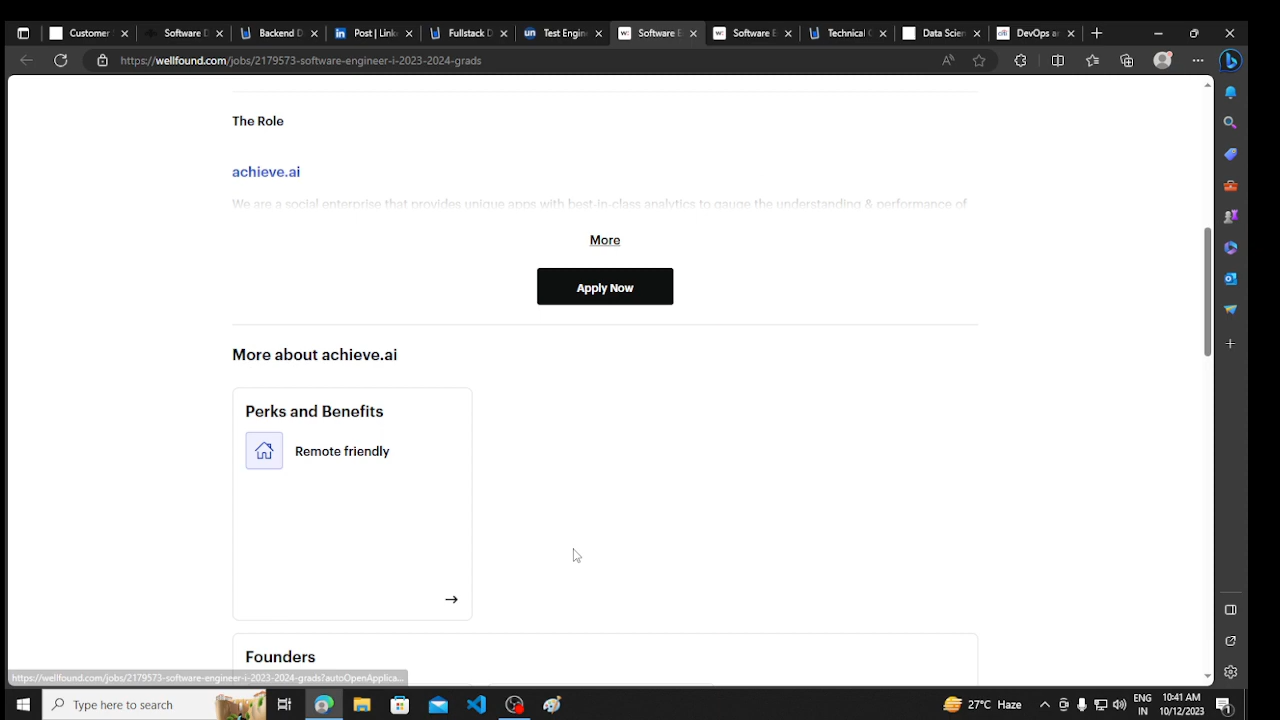 Customer
Software D
Backend D
Post | Link
Fullstack D
Test Engine
Software E
Software E
Technical C
Data Scien
DevOps an
https://wellfound.com/jobs/2179573-software-engineer-i-2023-2024-grads
The Role
achieve.ai
We are a social enterprise that provides unique apps with best-in-class analytics to gauge the understanding & performance of
More
Apply Now
More about achieve.ai
Perks and Benefits
Remote friendly
Founders
https://wellfound.com/jobs/2179573-software-engineer-i-2023-2024-grads?autoOpenApplica...
Type here to search
27°C Haze
ENG
IN
10:41 AM
10/12/2023
1